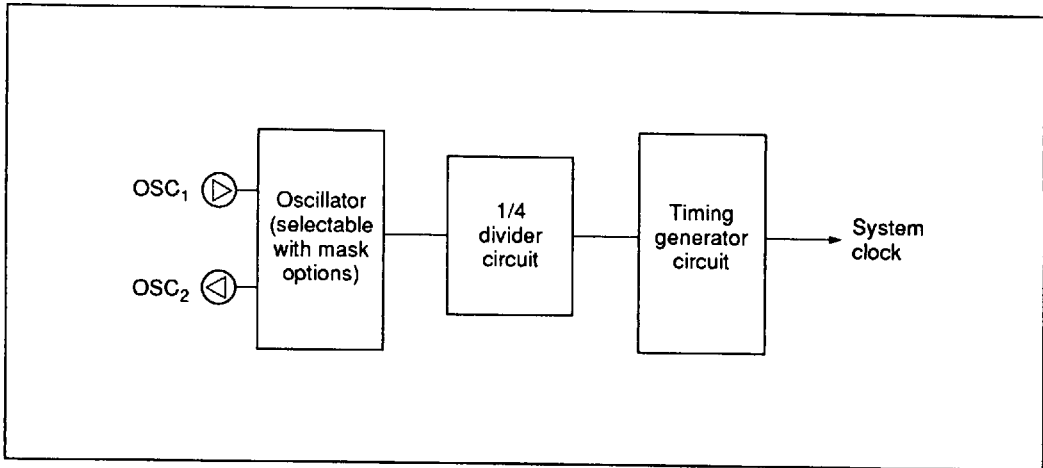 OSC₁
OSC₂
Oscillator
(selectable
with mask
options)
1/4
divider
circuit
Timing
generator
circuit
System
clock